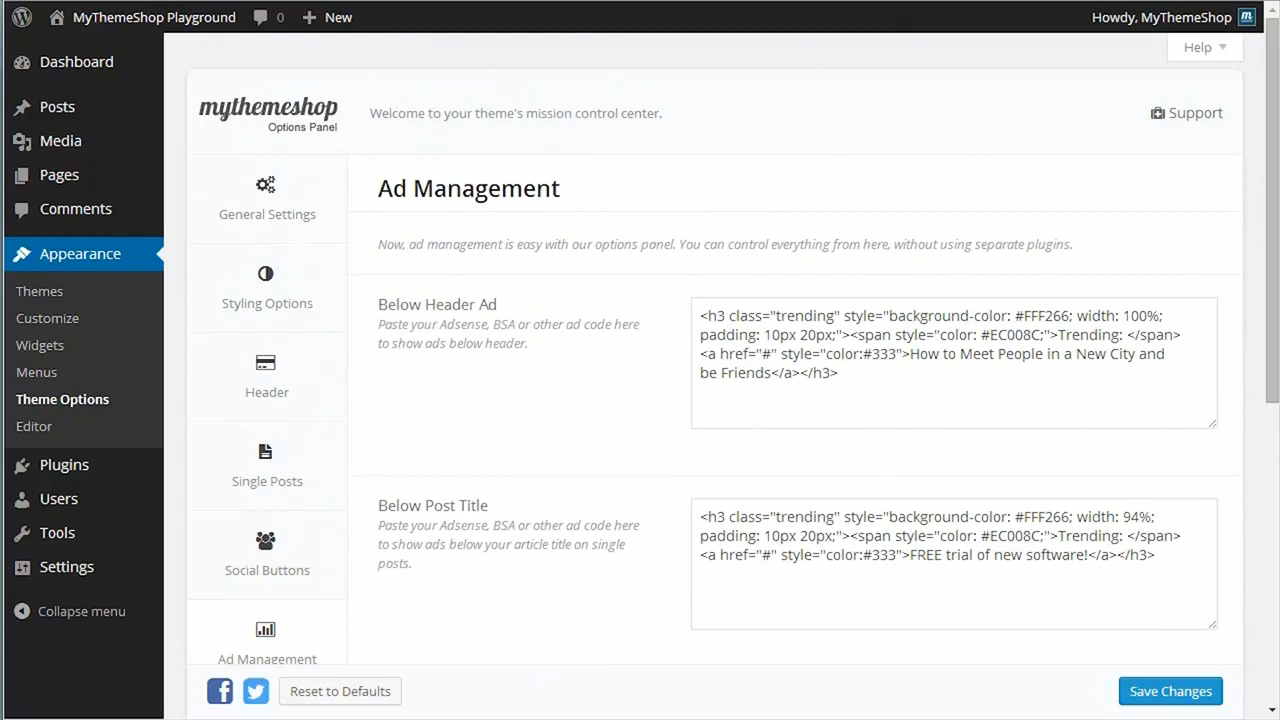 MyThemeShop Playground 0 New Howdy, MyThemeShop m
Help
Dashboard
Posts
Media
Pages
Comments
Appearance
Themes
Customize
Widgets
Menus
Theme Options
Editor
Plugins
Users
Tools
Settings
Collapse menu
mythemeshop
Options Panel
Welcome to your theme's mission control center.
Support
General Settings
Styling Options
Header
Single Posts
Social Buttons
Ad Management
Ad Management
Now, ad management is easy with our options panel. You can control everything from here, without using separate plugins.
Below Header Ad
Paste your Adsense, BSA or other ad code here
to show ads below header.
<h3 class="trending" style="background-color: #FFF266; width: 100%;
padding: 10px 20px;"><span style="color: #EC008C;">Trending: </span>
<a href="#" style="color:#333">How to Meet People in a New City and
be Friends</a></h3>
Below Post Title
Paste your Adsense, BSA or other ad code here
to show ads below your article title on single
posts.
<h3 class="trending" style="background-color: #FFF266; width: 94%;
padding: 10px 20px;"><span style="color: #EC008C;">Trending: </span>
<a href="#" style="color:#333">FREE trial of new software!</a></h3>
Reset to Defaults
Save Changes